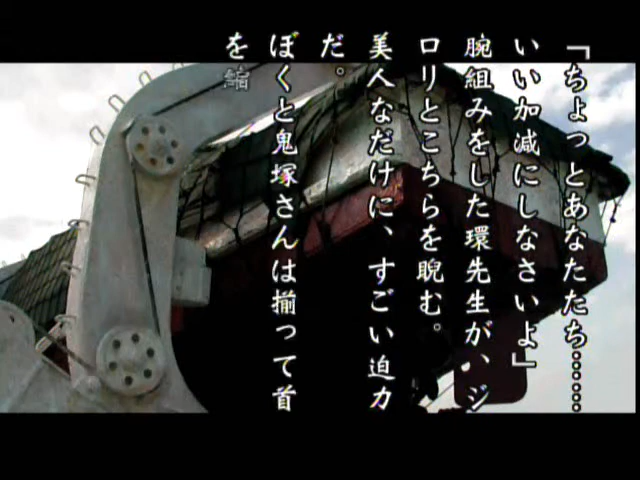 『ちょっとあなたたち……
いい加減にしなさいよ』
腕組みをした環先生が、ジ
ロリとこちらを睨む。
美人なだけに、すごい迫力
だ。
ぼくと鬼塚さんは揃って首
を縮